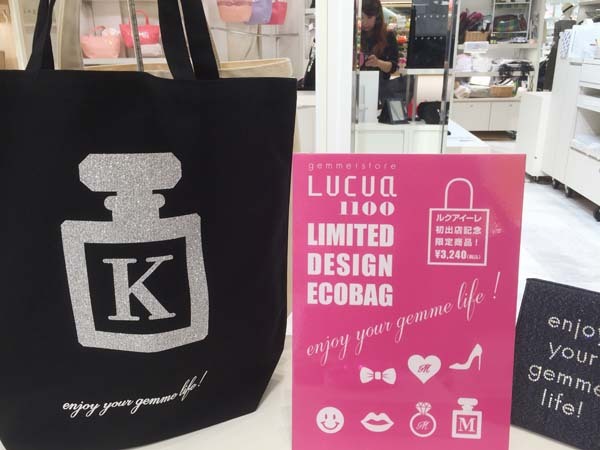 K
enjoy your gemme life!
gemmerstore
LUCUA
1100
LIMITED
DESIGN
ECOBAG
ルクアイーレ
初出店記念
限定商品！
¥3,240(税込)
enjoy your gemme life!
M
M
M
enjoy
your
gemme
life!